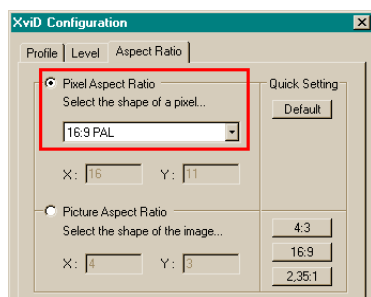 XviD Configuration
Profile Level Aspect Ratio
Pixel Aspect Ratio
Quick Setting
Select the shape of a pixel...
Default
16:9 PAL
X: 16 Y: 11
Picture Aspect Ratio
Select the shape of the image...
4:3
16:9
X: 4 Y: 3
2,35:1